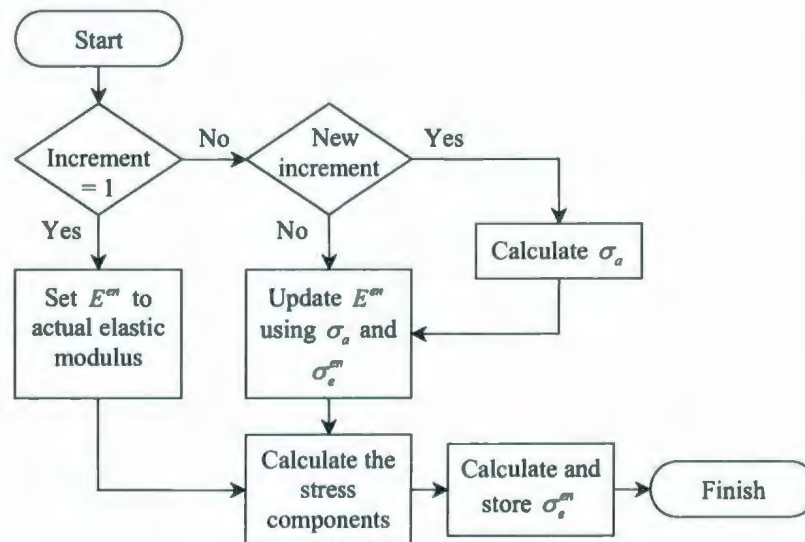 Start
Increment
= 1
No
New
increment
Yes
Yes
No
Calculate σₐ
Set Eᵉⁿ to
actual elastic
modulus
Update Eᵉⁿ
using σₐ and
σₑᵉⁿ
Calculate the
stress
components
Calculate and
store σₑᵉⁿ
Finish